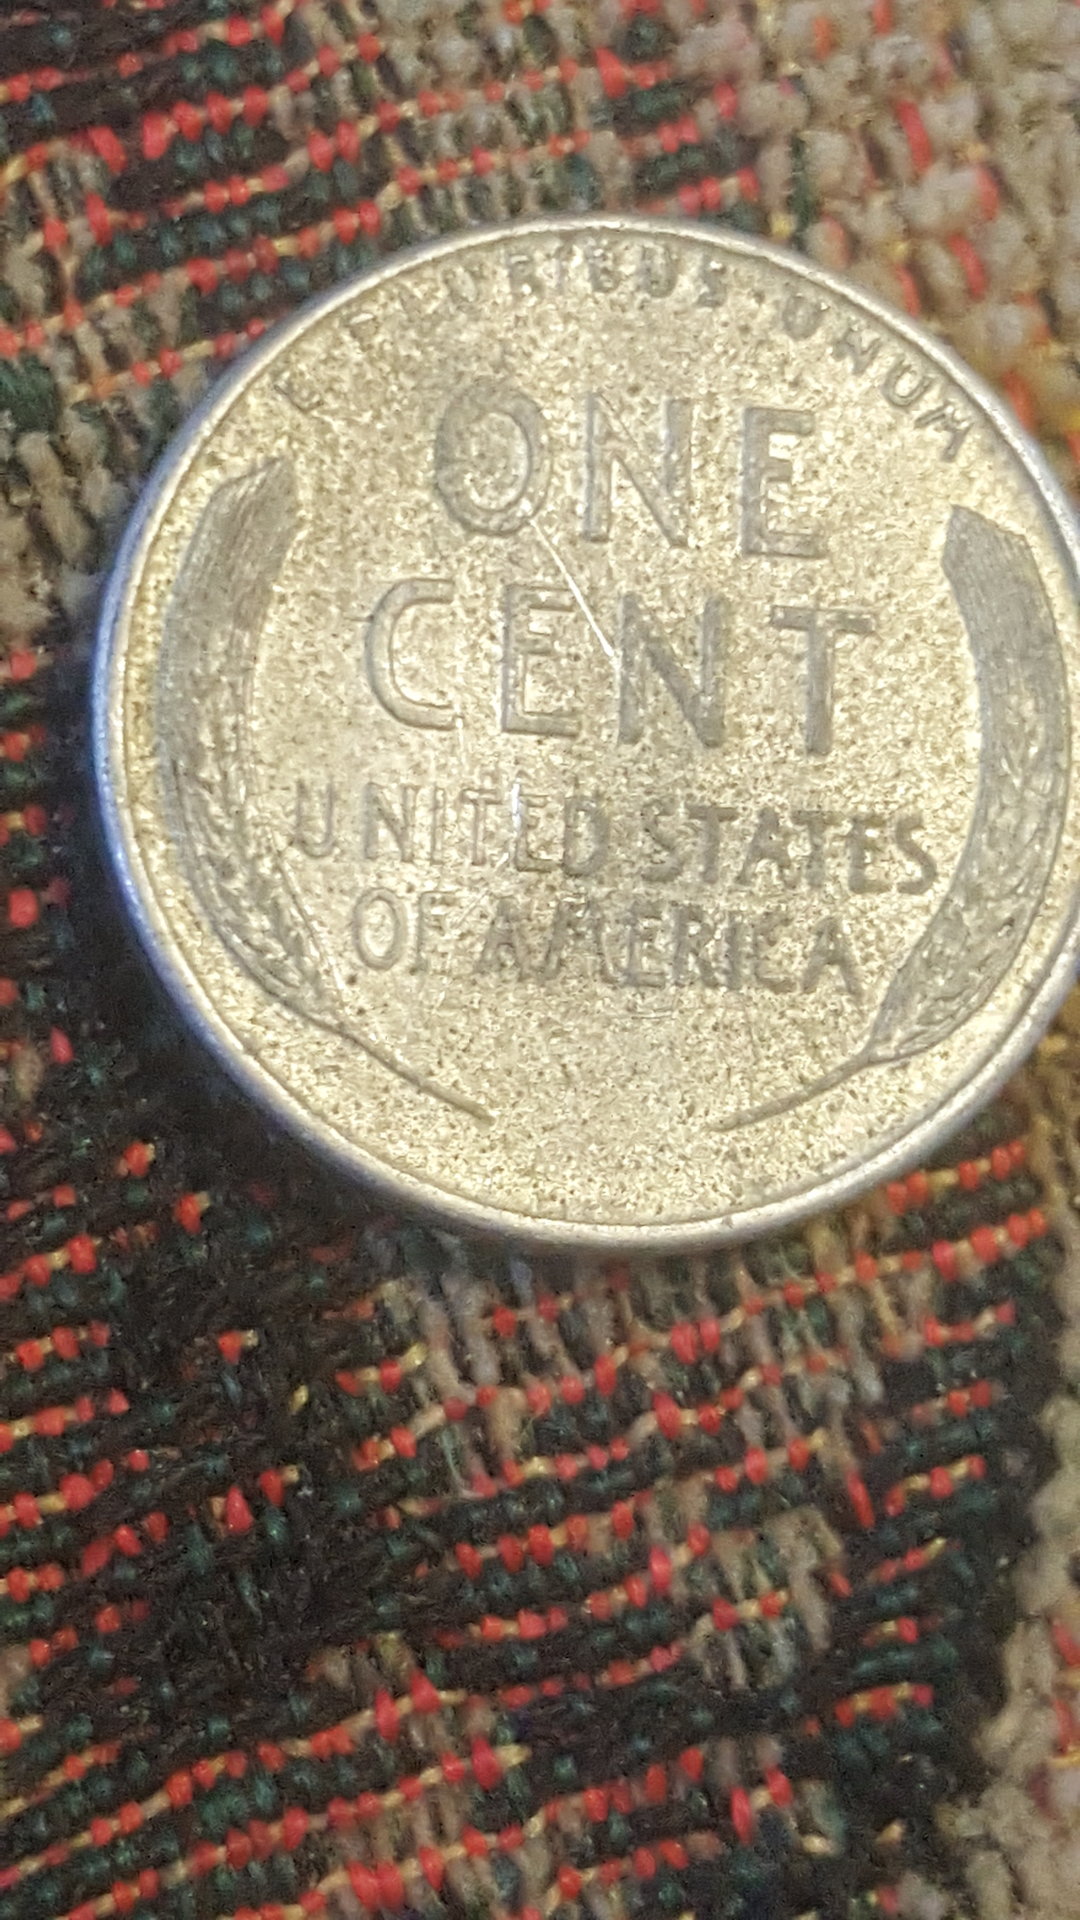 E PLURIBUS · UNUM
ONE
CENT
UNITED STATES
OF AMERICA